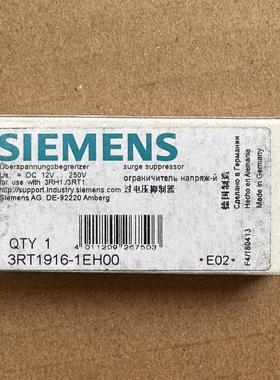 SIEMENS
Überspannungsbegrenzer
surge suppressor
Us: = DC 12V ... 250V
ограничитель напряж-й
for use with 3RH1 /3RT1
http://support.industry.siemens.com
过电压抑制器
Siemens AG, DE-92220 Amberg
德国制造
Сделано в Германии
Hecho en Alemania
Made in Germany
QTY 1
4 011209 267503
3RT1916-1EH00
*E02*
F4/180413